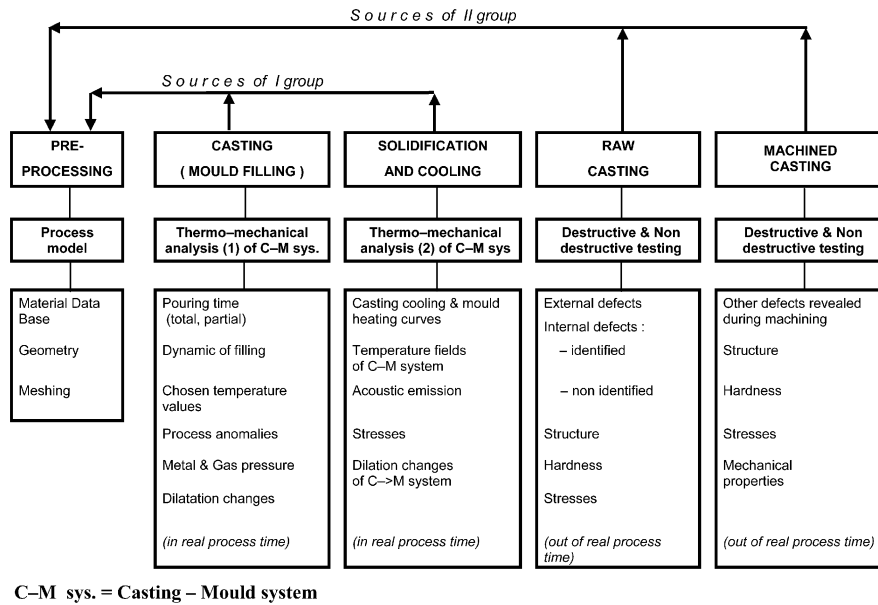 Sources of II group
Sources of I group
PRE-
PROCESSING
CASTING
( MOULD FILLING )
SOLIDIFICATION
AND COOLING
RAW
CASTING
MACHINED
CASTING
Process
model
Thermo–mechanical
analysis (1) of C–M sys.
Thermo–mechanical
analysis (2) of C–M sys
Destructive & Non
destructive testing
Destructive & Non
destructive testing
Material Data
Base
Geometry
Meshing
Pouring time
(total, partial)
Dynamic of filling
Chosen temperature
values
Process anomalies
Metal & Gas pressure
Dilatation changes
(in real process time)
Casting cooling & mould
heating curves
Temperature fields
of C–M system
Acoustic emission
Stresses
Dilation changes
of C–>M system
(in real process time)
External defects
Internal defects :
– identified
– non identified
Structure
Hardness
Stresses
(out of real process
time)
Other defects revealed
during machining
Structure
Hardness
Stresses
Mechanical
properties
(out of real process time)
C–M sys. = Casting – Mould system